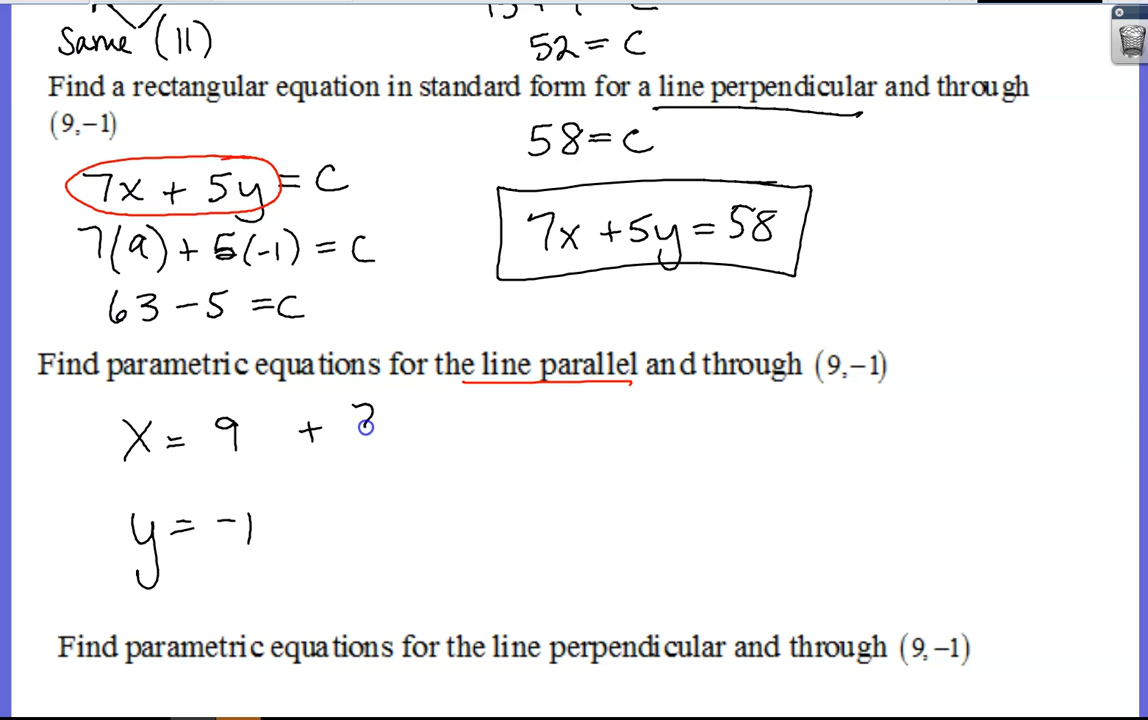 Same (||)
52 = C
Find a rectangular equation in standard form for a line perpendicular and through
(9,−1)
58 = C
7x + 5y = C
7x + 5y = 58
7(9) + 5(-1) = C
63 - 5 = C
Find parametric equations for the line parallel and through (9,−1)
x = 9 +
y = -1
Find parametric equations for the line perpendicular and through (9,−1)